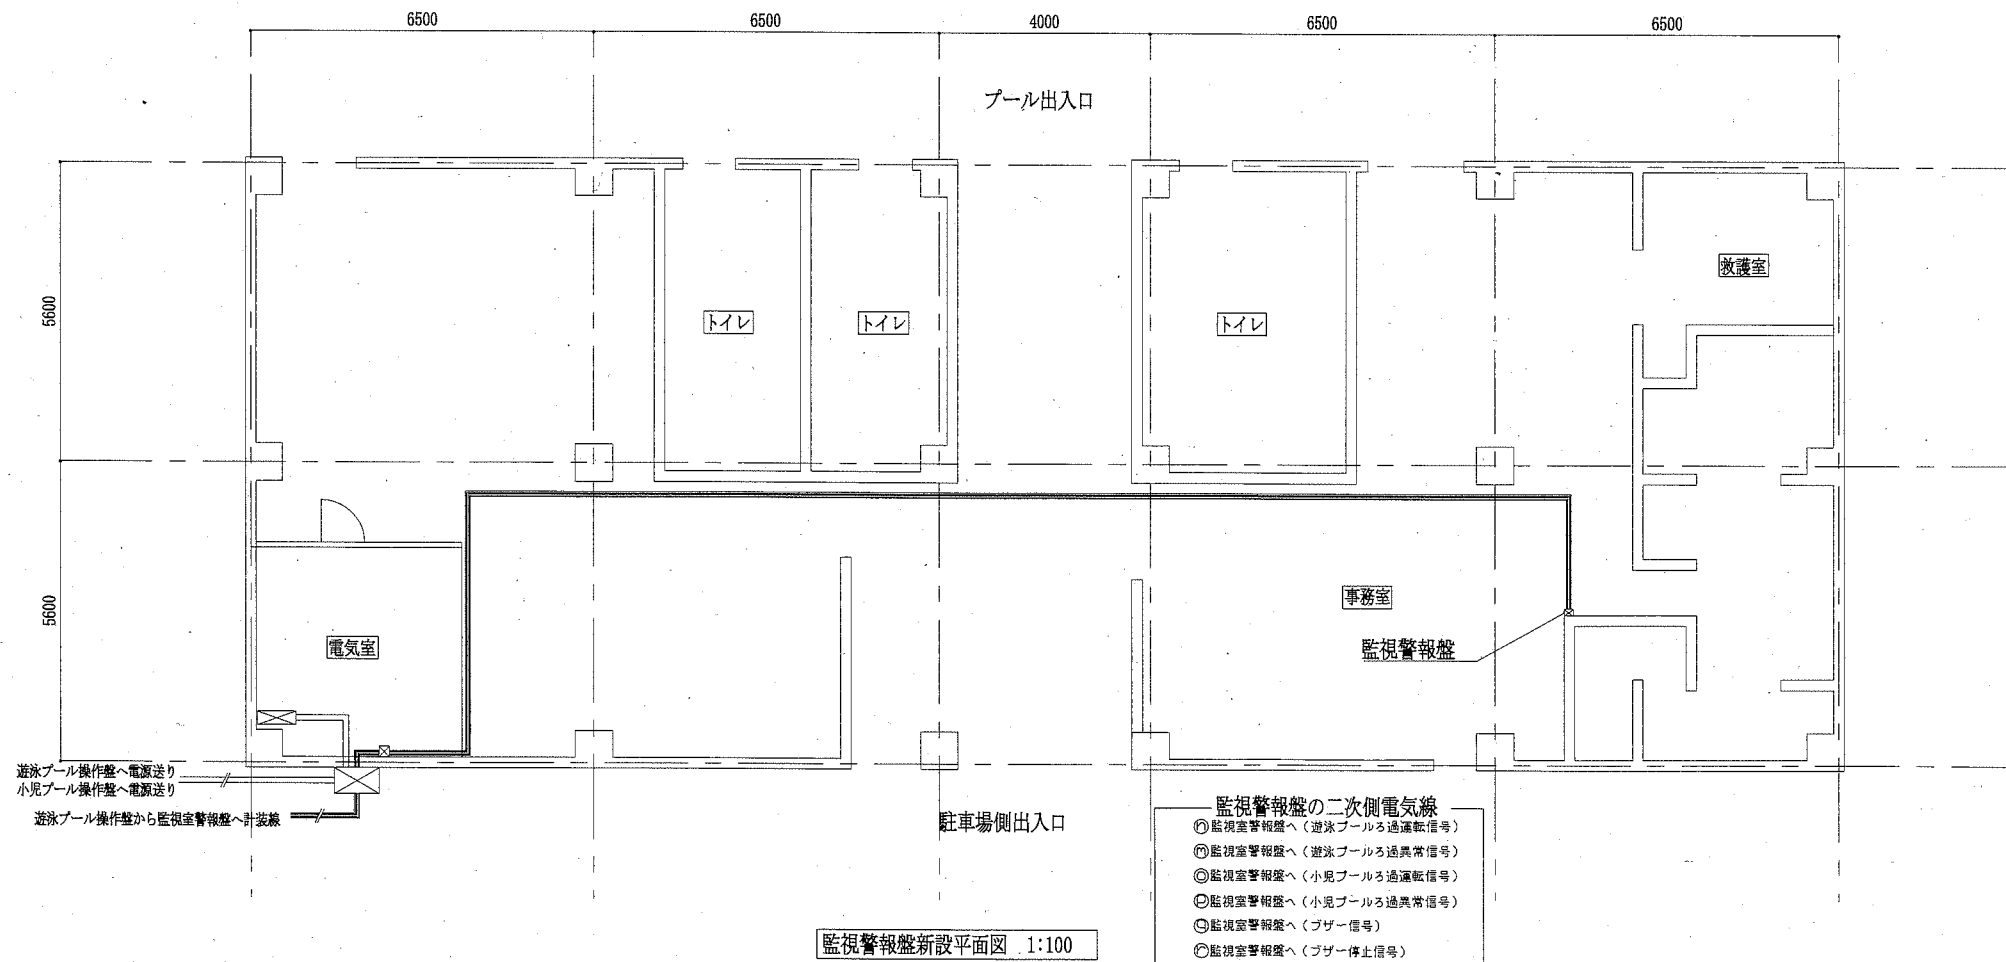 6500
6500
4000
6500
6500
プール出入口
5600
5600
救護室
トイレ
トイレ
トイレ
事務室
電気室
監視警報盤
遊泳プール操作盤へ電源送り
小児プール操作盤へ電源送り
遊泳プール操作盤から監視室警報盤へ計装線
駐車場側出入口
監視警報盤の二次側電気線
ⓝ監視室警報盤へ（遊泳プールろ過運転信号）
ⓜ監視室警報盤へ（遊泳プールろ過異常信号）
ⓞ監視室警報盤へ（小児プールろ過運転信号）
ⓟ監視室警報盤へ（小児プールろ過異常信号）
ⓠ監視室警報盤へ（ブザー信号）
ⓡ監視室警報盤へ（ブザー停止信号）
監視警報盤新設平面図 1:100